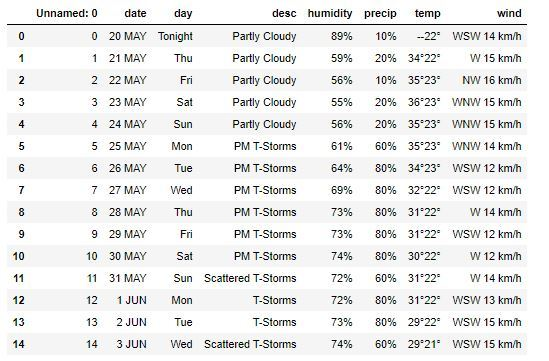 Unnamed: 0 date day desc humidity precip temp wind
0 0 20 MAY Tonight Partly Cloudy 89% 10% --22° WSW 14 km/h
1 1 21 MAY Thu Partly Cloudy 59% 20% 34°22° W 15 km/h
2 2 22 MAY Fri Partly Cloudy 56% 10% 35°23° NW 16 km/h
3 3 23 MAY Sat Partly Cloudy 55% 20% 36°23° WNW 15 km/h
4 4 24 MAY Sun Partly Cloudy 56% 20% 35°23° WNW 15 km/h
5 5 25 MAY Mon PM T-Storms 61% 60% 35°23° WNW 14 km/h
6 6 26 MAY Tue PM T-Storms 64% 80% 34°23° WSW 12 km/h
7 7 27 MAY Wed PM T-Storms 69% 80% 32°22° WSW 12 km/h
8 8 28 MAY Thu PM T-Storms 73% 80% 31°22° W 14 km/h
9 9 29 MAY Fri PM T-Storms 73% 80% 31°22° WSW 12 km/h
10 10 30 MAY Sat PM T-Storms 74% 80% 30°22° W 12 km/h
11 11 31 MAY Sun Scattered T-Storms 72% 60% 31°22° W 14 km/h
12 12 1 JUN Mon T-Storms 72% 80% 31°22° WSW 13 km/h
13 13 2 JUN Tue T-Storms 73% 80% 29°22° WSW 15 km/h
14 14 3 JUN Wed Scattered T-Storms 74% 60% 29°21° WSW 15 km/h